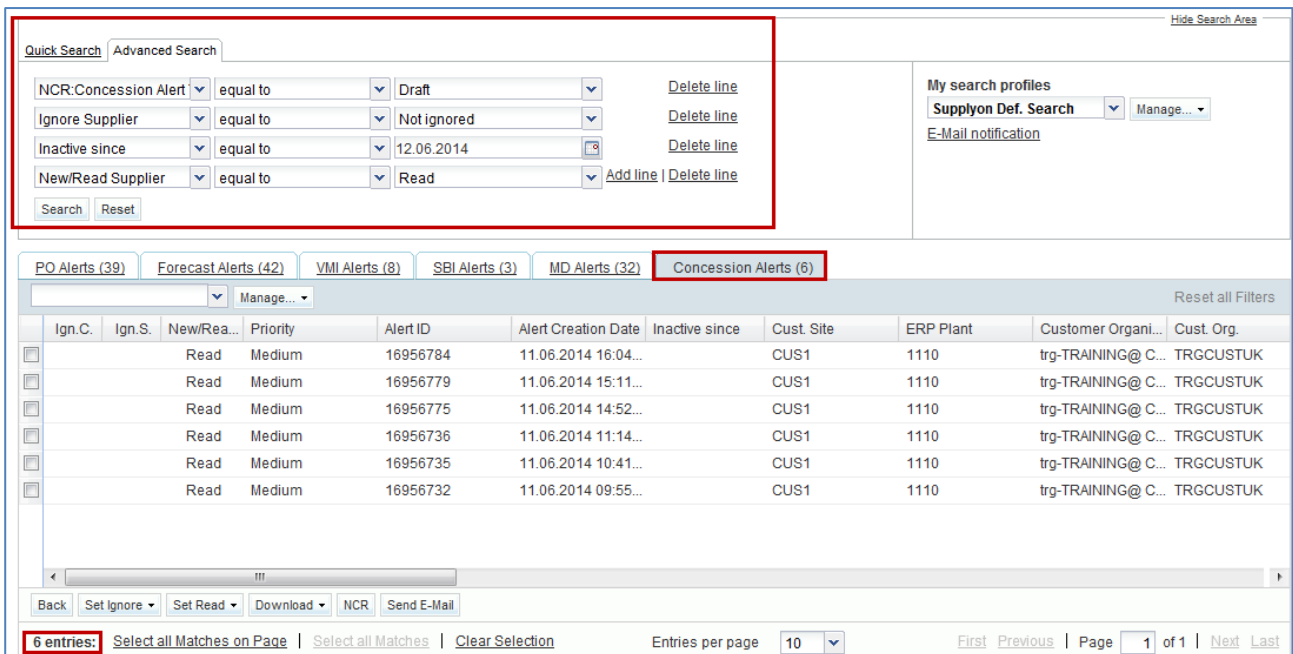 Hide Search Area
Quick Search Advanced Search
NCR:Concession Alert equal to Draft Delete line
My search profiles
Ignore Supplier equal to Not ignored Delete line
Supplyon Def. Search Manage...
Inactive since equal to 12.06.2014 Delete line
E-Mail notification
New/Read Supplier equal to Read Add line | Delete line
Search Reset
PO Alerts (39) Forecast Alerts (42) VMI Alerts (8) SBI Alerts (3) MD Alerts (32) Concession Alerts (6)
Manage... Reset all Filters
Ign.C. Ign.S. New/Rea... Priority Alert ID Alert Creation Date Inactive since Cust. Site ERP Plant Customer Organi... Cust. Org.
Read Medium 16956784 11.06.2014 16:04... CUS1 1110 trg-TRAINING@ C... TRGCUSTUK
Read Medium 16956779 11.06.2014 15:11... CUS1 1110 trg-TRAINING@ C... TRGCUSTUK
Read Medium 16956775 11.06.2014 14:52... CUS1 1110 trg-TRAINING@ C... TRGCUSTUK
Read Medium 16956736 11.06.2014 11:14... CUS1 1110 trg-TRAINING@ C... TRGCUSTUK
Read Medium 16956735 11.06.2014 10:41... CUS1 1110 trg-TRAINING@ C... TRGCUSTUK
Read Medium 16956732 11.06.2014 09:55... CUS1 1110 trg-TRAINING@ C... TRGCUSTUK
Back Set Ignore Set Read Download NCR Send E-Mail
6 entries: Select all Matches on Page | Select all Matches | Clear Selection Entries per page 10 First Previous | Page 1 of 1 | Next Last